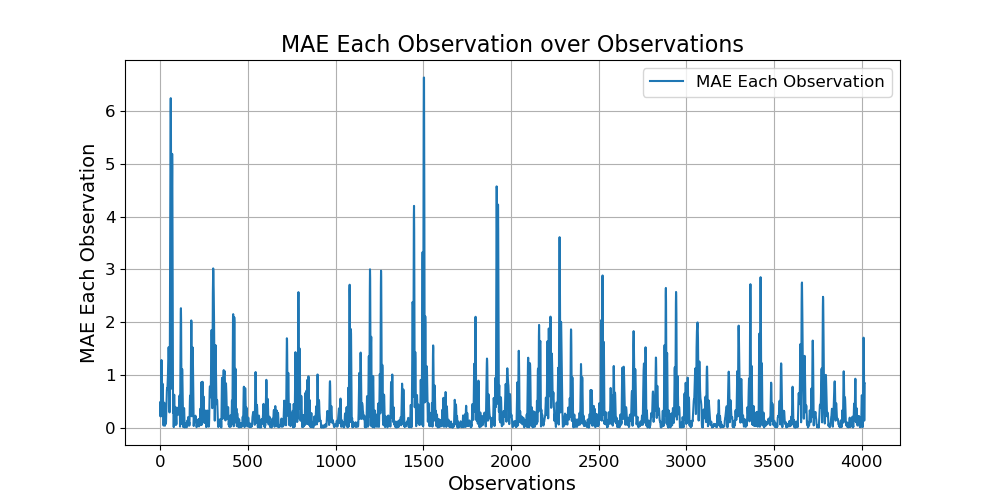 MAE Each Observation over Observations
MAE Each Observation
MAE Each Observation
6
5
4
3
2
1
0
0 500 1000 1500 2000 2500 3000 3500 4000
Observations